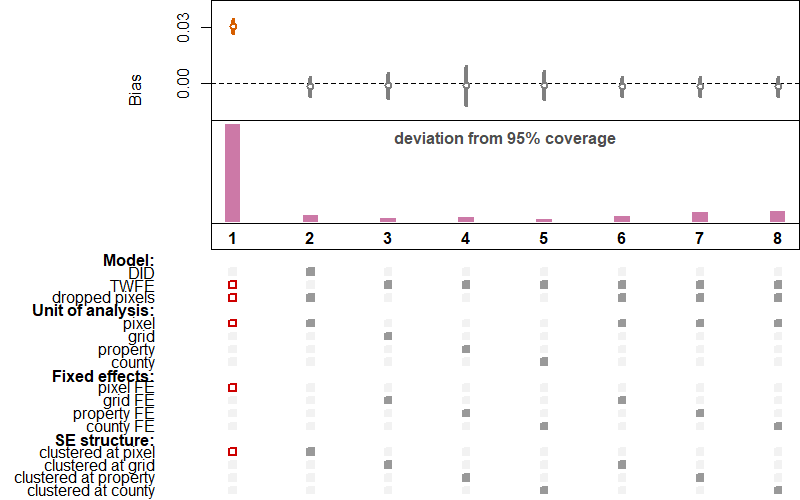 0.03
0.00
Bias
deviation from 95% coverage
1 2 3 4 5 6 7 8
Model:
DID
TWFE
dropped pixels
Unit of analysis:
pixel
grid
property
county
Fixed effects:
pixel FE
grid FE
property FE
county FE
SE structure:
clustered at pixel
clustered at grid
clustered at property
clustered at county